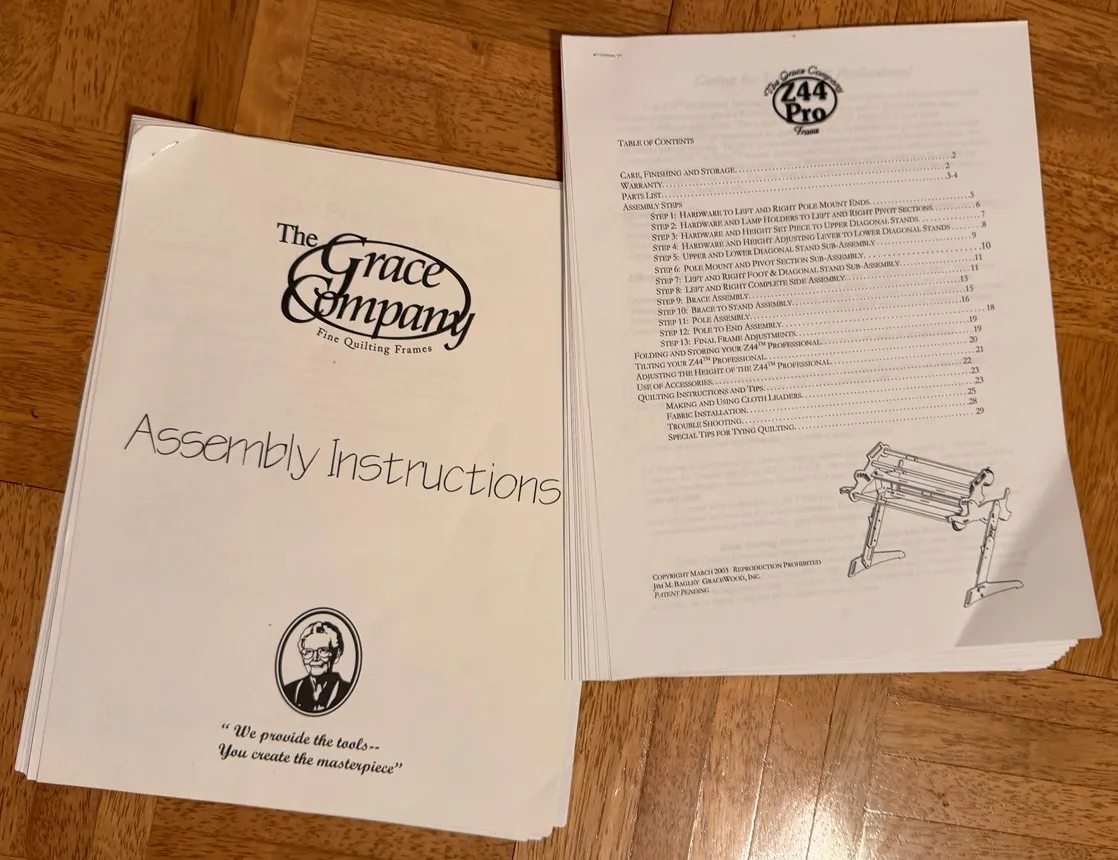 The
Grace
Company
Fine Quilting Frames
Assembly Instructions
“ We provide the tools--
You create the masterpiece”
The Grace Company
Z44
Pro
Frame
TABLE OF CONTENTS
CARE, FINISHING AND STORAGE.......2
WARRANTY.......2
PARTS LIST.......3-4
ASSEMBLY STEPS
STEP 1: HARDWARE TO LEFT AND RIGHT POLE MOUNT ENDS.......5
STEP 2: HARDWARE AND LAMP HOLDERS TO LEFT AND RIGHT PIVOT SECTIONS.......6
STEP 3: HARDWARE AND HEIGHT SET PIECE TO UPPER DIAGONAL STANDS.......7
STEP 4: HARDWARE AND HEIGHT ADJUSTING LEVER TO LOWER DIAGONAL STANDS.......8
STEP 5: UPPER AND LOWER DIAGONAL STAND SUB-ASSEMBLY.......9
STEP 6: POLE MOUNT AND PIVOT SECTION SUB-ASSEMBLY.......10
STEP 7: LEFT AND RIGHT FOOT & DIAGONAL STAND SUB-ASSEMBLY.......11
STEP 8: LEFT AND RIGHT COMPLETE SIDE ASSEMBLY.......11
STEP 9: BRACE ASSEMBLY.......13
STEP 10: BRACE TO STAND ASSEMBLY.......15
STEP 11: POLE ASSEMBLY.......16
STEP 12: POLE TO END ASSEMBLY.......18
STEP 13: FINAL FRAME ADJUSTMENTS.......19
FOLDING AND STORING YOUR Z44™ PROFESSIONAL.......19
TILTING YOUR Z44™ PROFESSIONAL.......20
ADJUSTING THE HEIGHT OF THE Z44™ PROFESSIONAL.......21
USE OF ACCESSORIES.......22
QUILTING INSTRUCTIONS AND TIPS.......23
MAKING AND USING CLOTH LEADERS.......23
FABRIC INSTALLATION.......25
TROUBLE SHOOTING.......28
SPECIAL TIPS FOR TYING QUILTING.......29
COPYRIGHT MARCH 2003 REPRODUCTION PROHIBITED
JIM M. BAGLEY GRACEWOOD, INC.
PATENT PENDING